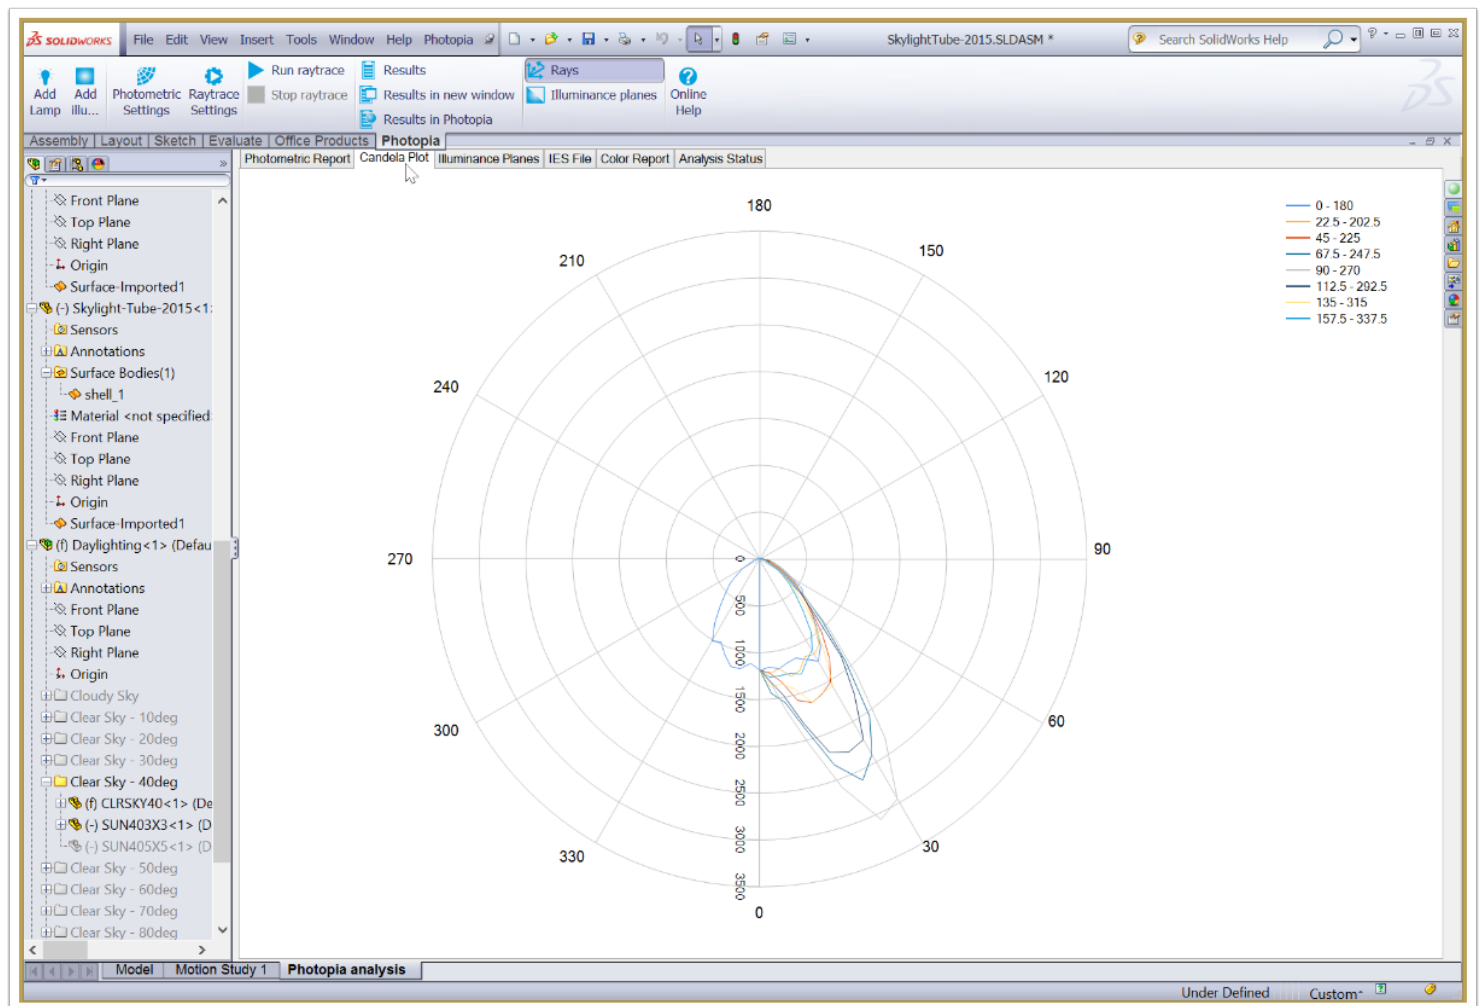 SOLIDWORKS File Edit View Insert Tools Window Help Photopia SkylightTube-2015.SLDASM * Search SolidWorks Help
Run raytrace Results Rays
Add Add Photometric Raytrace Stop raytrace Results in new window Illuminance planes Online
Lamp Illu... Settings Settings Results in Photopia Help
Assembly Layout Sketch Evaluate Office Products Photopia
Photometric Report Candela Plot Illuminance Planes IES File Color Report Analysis Status
Front Plane
Top Plane
Right Plane
Origin
Surface-Imported1
(-) Skylight-Tube-2015<1
Sensors
Annotations
Surface Bodies(1)
shell_1
Material <not specified
Front Plane
Top Plane
Right Plane
Origin
Surface-Imported1
(f) Daylighting<1> (Defau
Sensors
Annotations
Front Plane
Top Plane
Right Plane
Origin
Cloudy Sky
Clear Sky - 10deg
Clear Sky - 20deg
Clear Sky - 30deg
Clear Sky - 40deg
(f) CLRSKY40<1> (De
(-) SUN403X3<1> (D
(-) SUN405X5<1> (D
Clear Sky - 50deg
Clear Sky - 60deg
Clear Sky - 70deg
Clear Sky - 80deg
180
210
150
240
120
270
90
300
60
330
30
0
0
500
1000
1500
2000
2500
3000
3500
0 - 180
22.5 - 202.5
45 - 225
67.5 - 247.5
90 - 270
112.5 - 292.5
135 - 315
157.5 - 337.5
Model Motion Study 1 Photopia analysis
Under Defined Custom